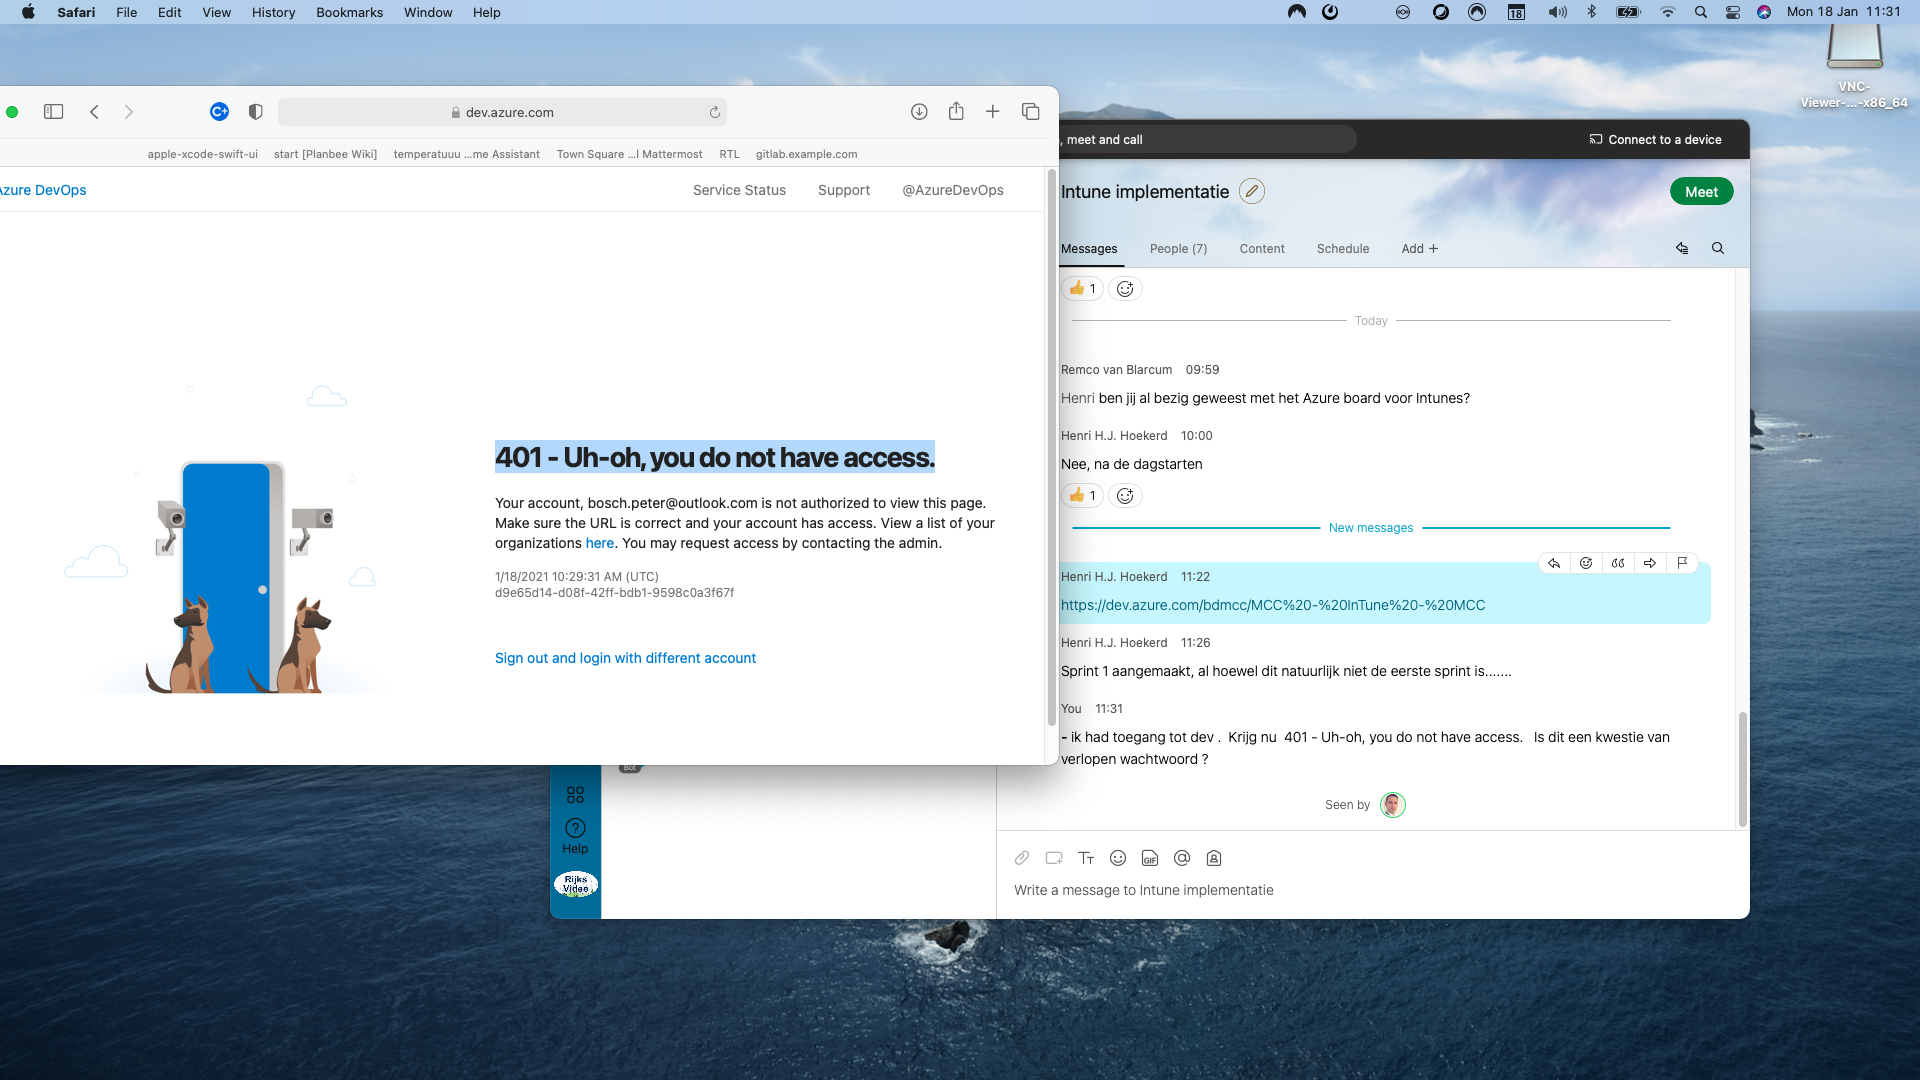 Safari File Edit View History Bookmarks Window Help
18
Mon 18 Jan 11:31
VNC-
Viewer-...-x86_64
C+
dev.azure.com
apple-xcode-swift-ui start [Planbee Wiki] temperatuuu ...me Assistant Town Square ...l Mattermost RTL gitlab.example.com
Azure DevOps
Service Status Support @AzureDevOps
401 - Uh-oh, you do not have access.
Your account, bosch.peter@outlook.com is not authorized to view this page.
Make sure the URL is correct and your account has access. View a list of your
organizations here. You may request access by contacting the admin.
1/18/2021 10:29:31 AM (UTC)
d9e65d14-d08f-42ff-bdb1-9598c0a3f67f
Sign out and login with different account
, meet and call
Connect to a device
Intune implementatie
Meet
Messages People (7) Content Schedule Add +
1
Today
Remco van Blarcum 09:59
Henri ben jij al bezig geweest met het Azure board voor Intunes?
Henri H.J. Hoekerd 10:00
Nee, na de dagstarten
1
New messages
Henri H.J. Hoekerd 11:22
https://dev.azure.com/bdmcc/MCC%20-%20InTune%20-%20MCC
Henri H.J. Hoekerd 11:26
Sprint 1 aangemaakt, al hoewel dit natuurlijk niet de eerste sprint is.......
You 11:31
- ik had toegang tot dev . Krijg nu 401 - Uh-oh, you do not have access. Is dit een kwestie van
verlopen wachtwoord ?
Seen by
GIF
Write a message to Intune implementatie
Bot
Help
Rijks
Video